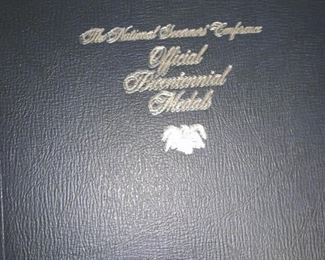 The National Governors' Conference
Official
Bicentennial
Medals